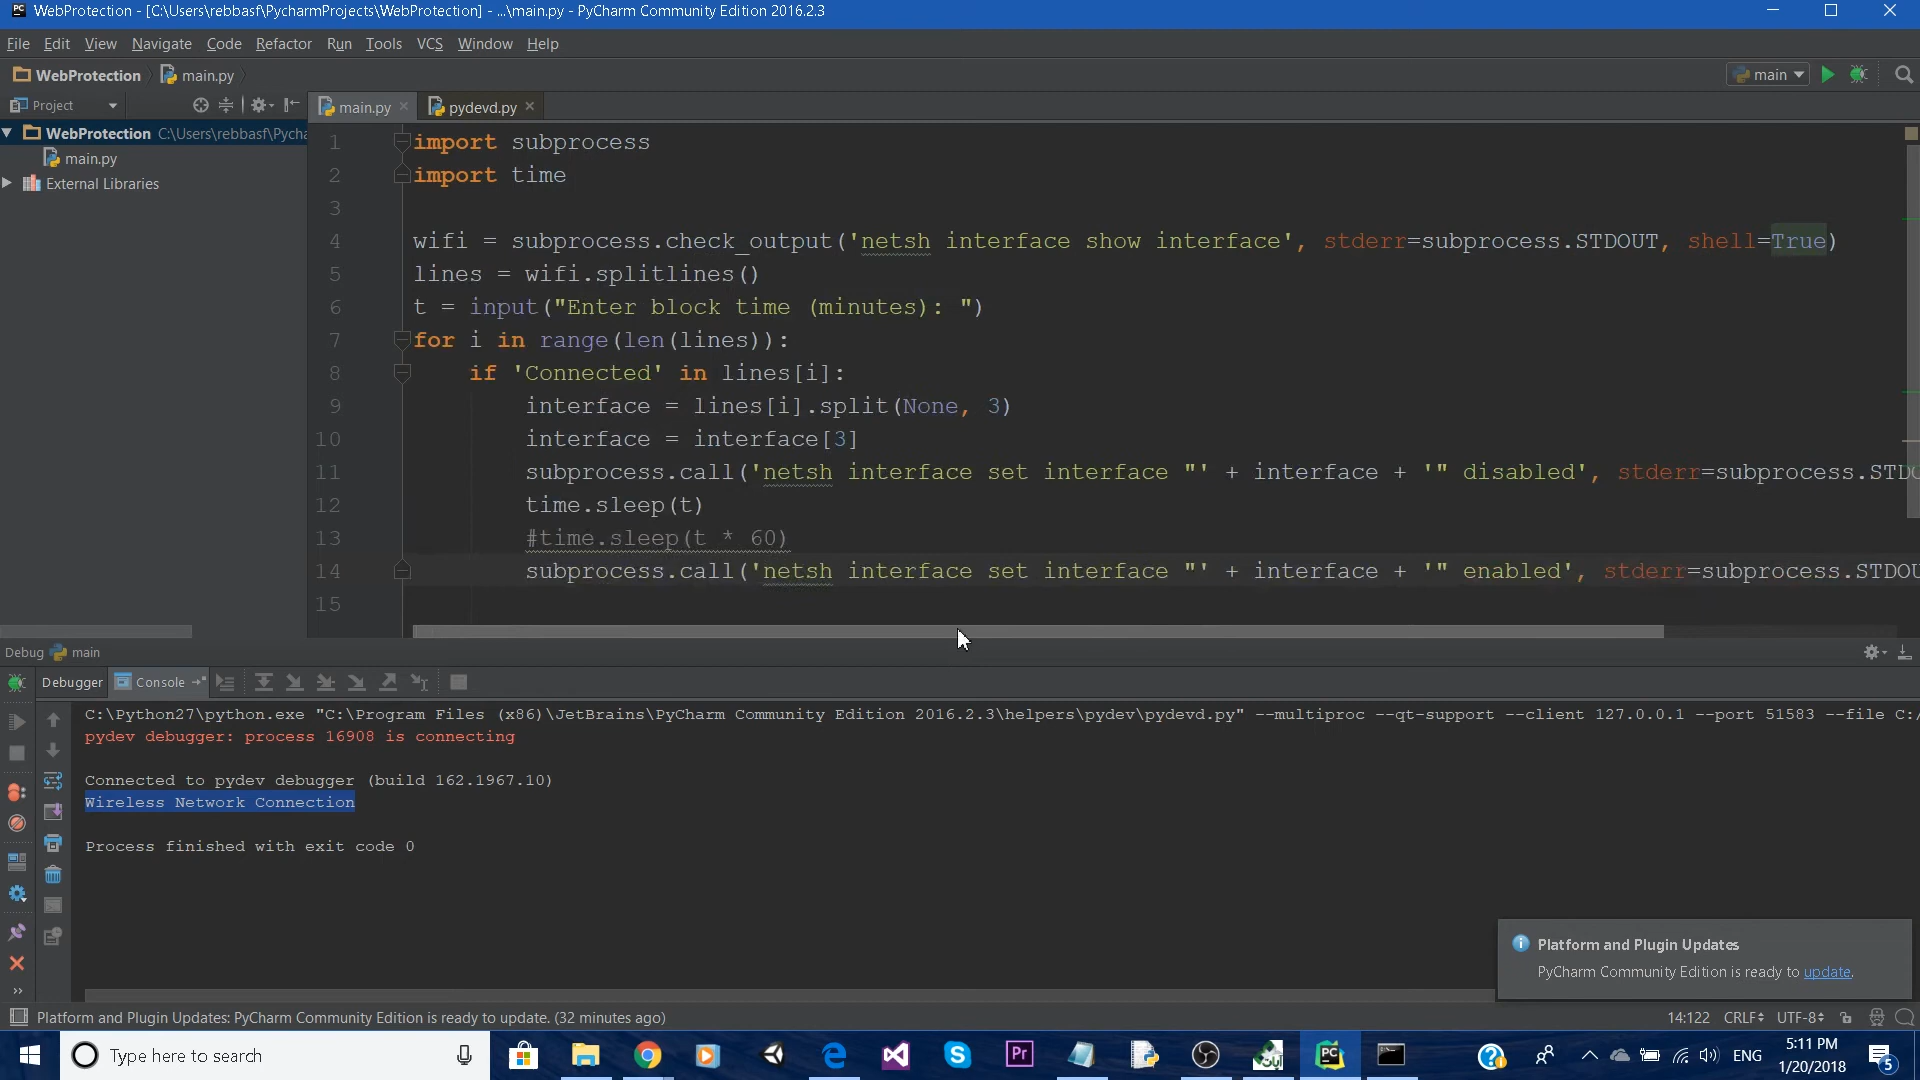 WebProtection - [C:\Users\rebbasf\PycharmProjects\WebProtection] - ...\main.py - PyCharm Community Edition 2016.2.3
File Edit View Navigate Code Refactor Run Tools VCS Window Help
WebProtection main.py main
Project main.py pydevd.py
WebProtection C:\Users\rebbasf\Pycha
main.py
External Libraries
1 import subprocess
2 import time
3
4 wifi = subprocess.check_output('netsh interface show interface', stderr=subprocess.STDOUT, shell=True)
5 lines = wifi.splitlines()
6 t = input("Enter block time (minutes): ")
7 for i in range(len(lines)):
8 if 'Connected' in lines[i]:
9 interface = lines[i].split(None, 3)
10 interface = interface[3]
11 subprocess.call('netsh interface set interface "' + interface + '" disabled', stderr=subprocess.STD
12 time.sleep(t)
13 #time.sleep(t * 60)
14 subprocess.call('netsh interface set interface "' + interface + '" enabled', stderr=subprocess.STDOU
15
Debug main
Debugger Console
C:\Python27\python.exe "C:\Program Files (x86)\JetBrains\PyCharm Community Edition 2016.2.3\helpers\pydev\pydevd.py" --multiproc --qt-support --client 127.0.0.1 --port 51583 --file C:/
pydev debugger: process 16908 is connecting
Connected to pydev debugger (build 162.1967.10)
Wireless Network Connection
Process finished with exit code 0
Platform and Plugin Updates
PyCharm Community Edition is ready to update.
Platform and Plugin Updates: PyCharm Community Edition is ready to update. (32 minutes ago) 14:122 CRLF UTF-8
Type here to search
ENG
5:11 PM
1/20/2018
5